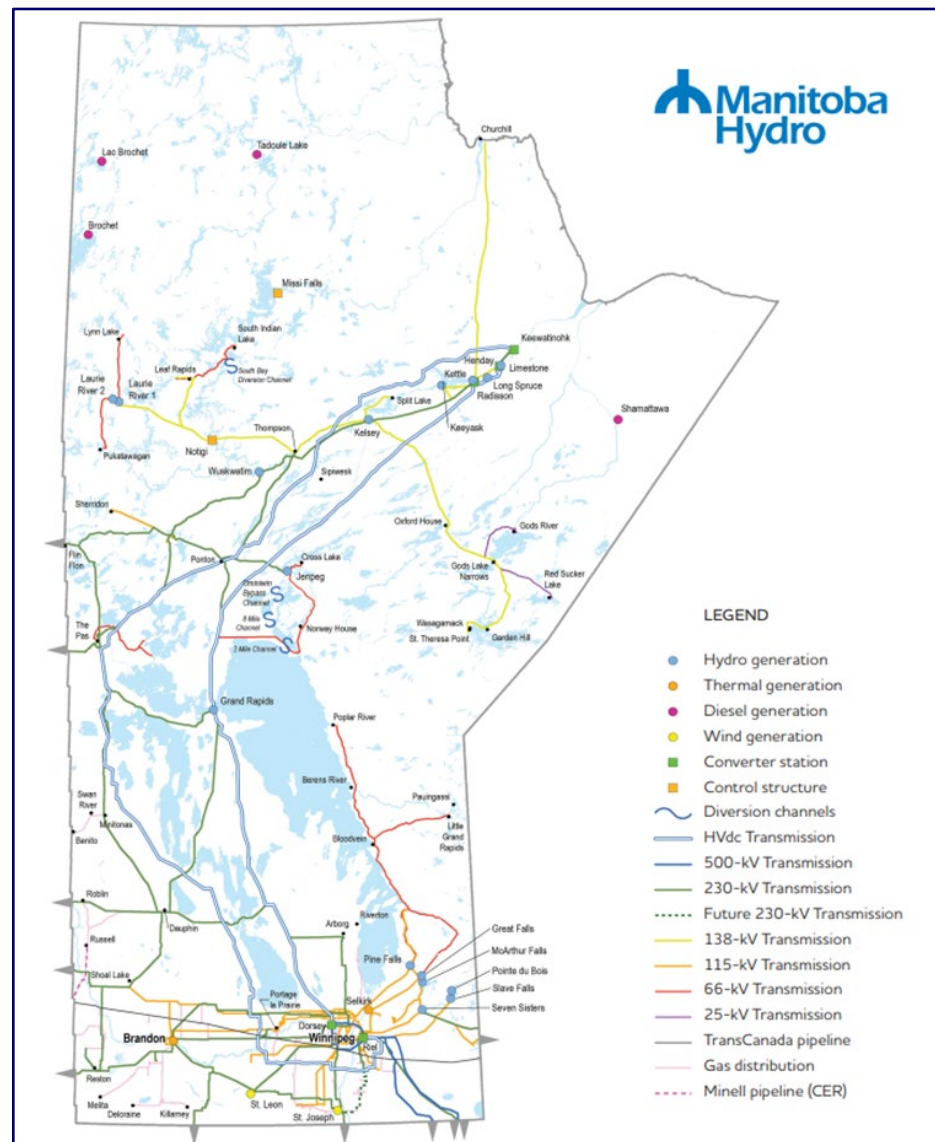 Manitoba
Hydro
Churchill
Lac Brochet
Tadoule Lake
Brochet
Missi Falls
Lynn Lake
South Indian
Lake
Keewatinohk
Leaf Rapids
South Bay
Diversion Channel
Henday
Limestone
Laurie
River 2
Laurie
River 1
Kettle
Long Spruce
Radisson
Split Lake
Keeyask
Shamattawa
Thompson
Kelsey
Notigi
Pukatawagan
Wuskwatim
Sipiwesk
Sherridon
Oxford House
Gods River
Flin
Flon
Ponton
Cross Lake
Jenpeg
Gods Lake
Narrows
Red Sucker
Lake
Ominawin
Bypass
Channel
8 Mile
Channel
The
Pas
Norway House
2 Mile Channel
Wasagamack
St. Theresa Point
Garden Hill
Grand Rapids
Poplar River
Berens River
Pauingassi
Swan
River
Minitonas
Benito
Little
Grand
Rapids
Bloodvein
Roblin
Dauphin
Arborg
Riverton
Russell
Great Falls
McArthur Falls
Pine Falls
Pointe du Bois
Shoal Lake
Slave Falls
Portage
la Prairie
Selkirk
Seven Sisters
Dorsey
Brandon
Winnipeg
Riel
Reston
Melita
Deloraine
Killarney
St. Leon
St. Joseph
LEGEND
Hydro generation
Thermal generation
Diesel generation
Wind generation
Converter station
Control structure
Diversion channels
HVdc Transmission
500-kV Transmission
230-kV Transmission
Future 230-kV Transmission
138-kV Transmission
115-kV Transmission
66-kV Transmission
25-kV Transmission
TransCanada pipeline
Gas distribution
Minell pipeline (CER)